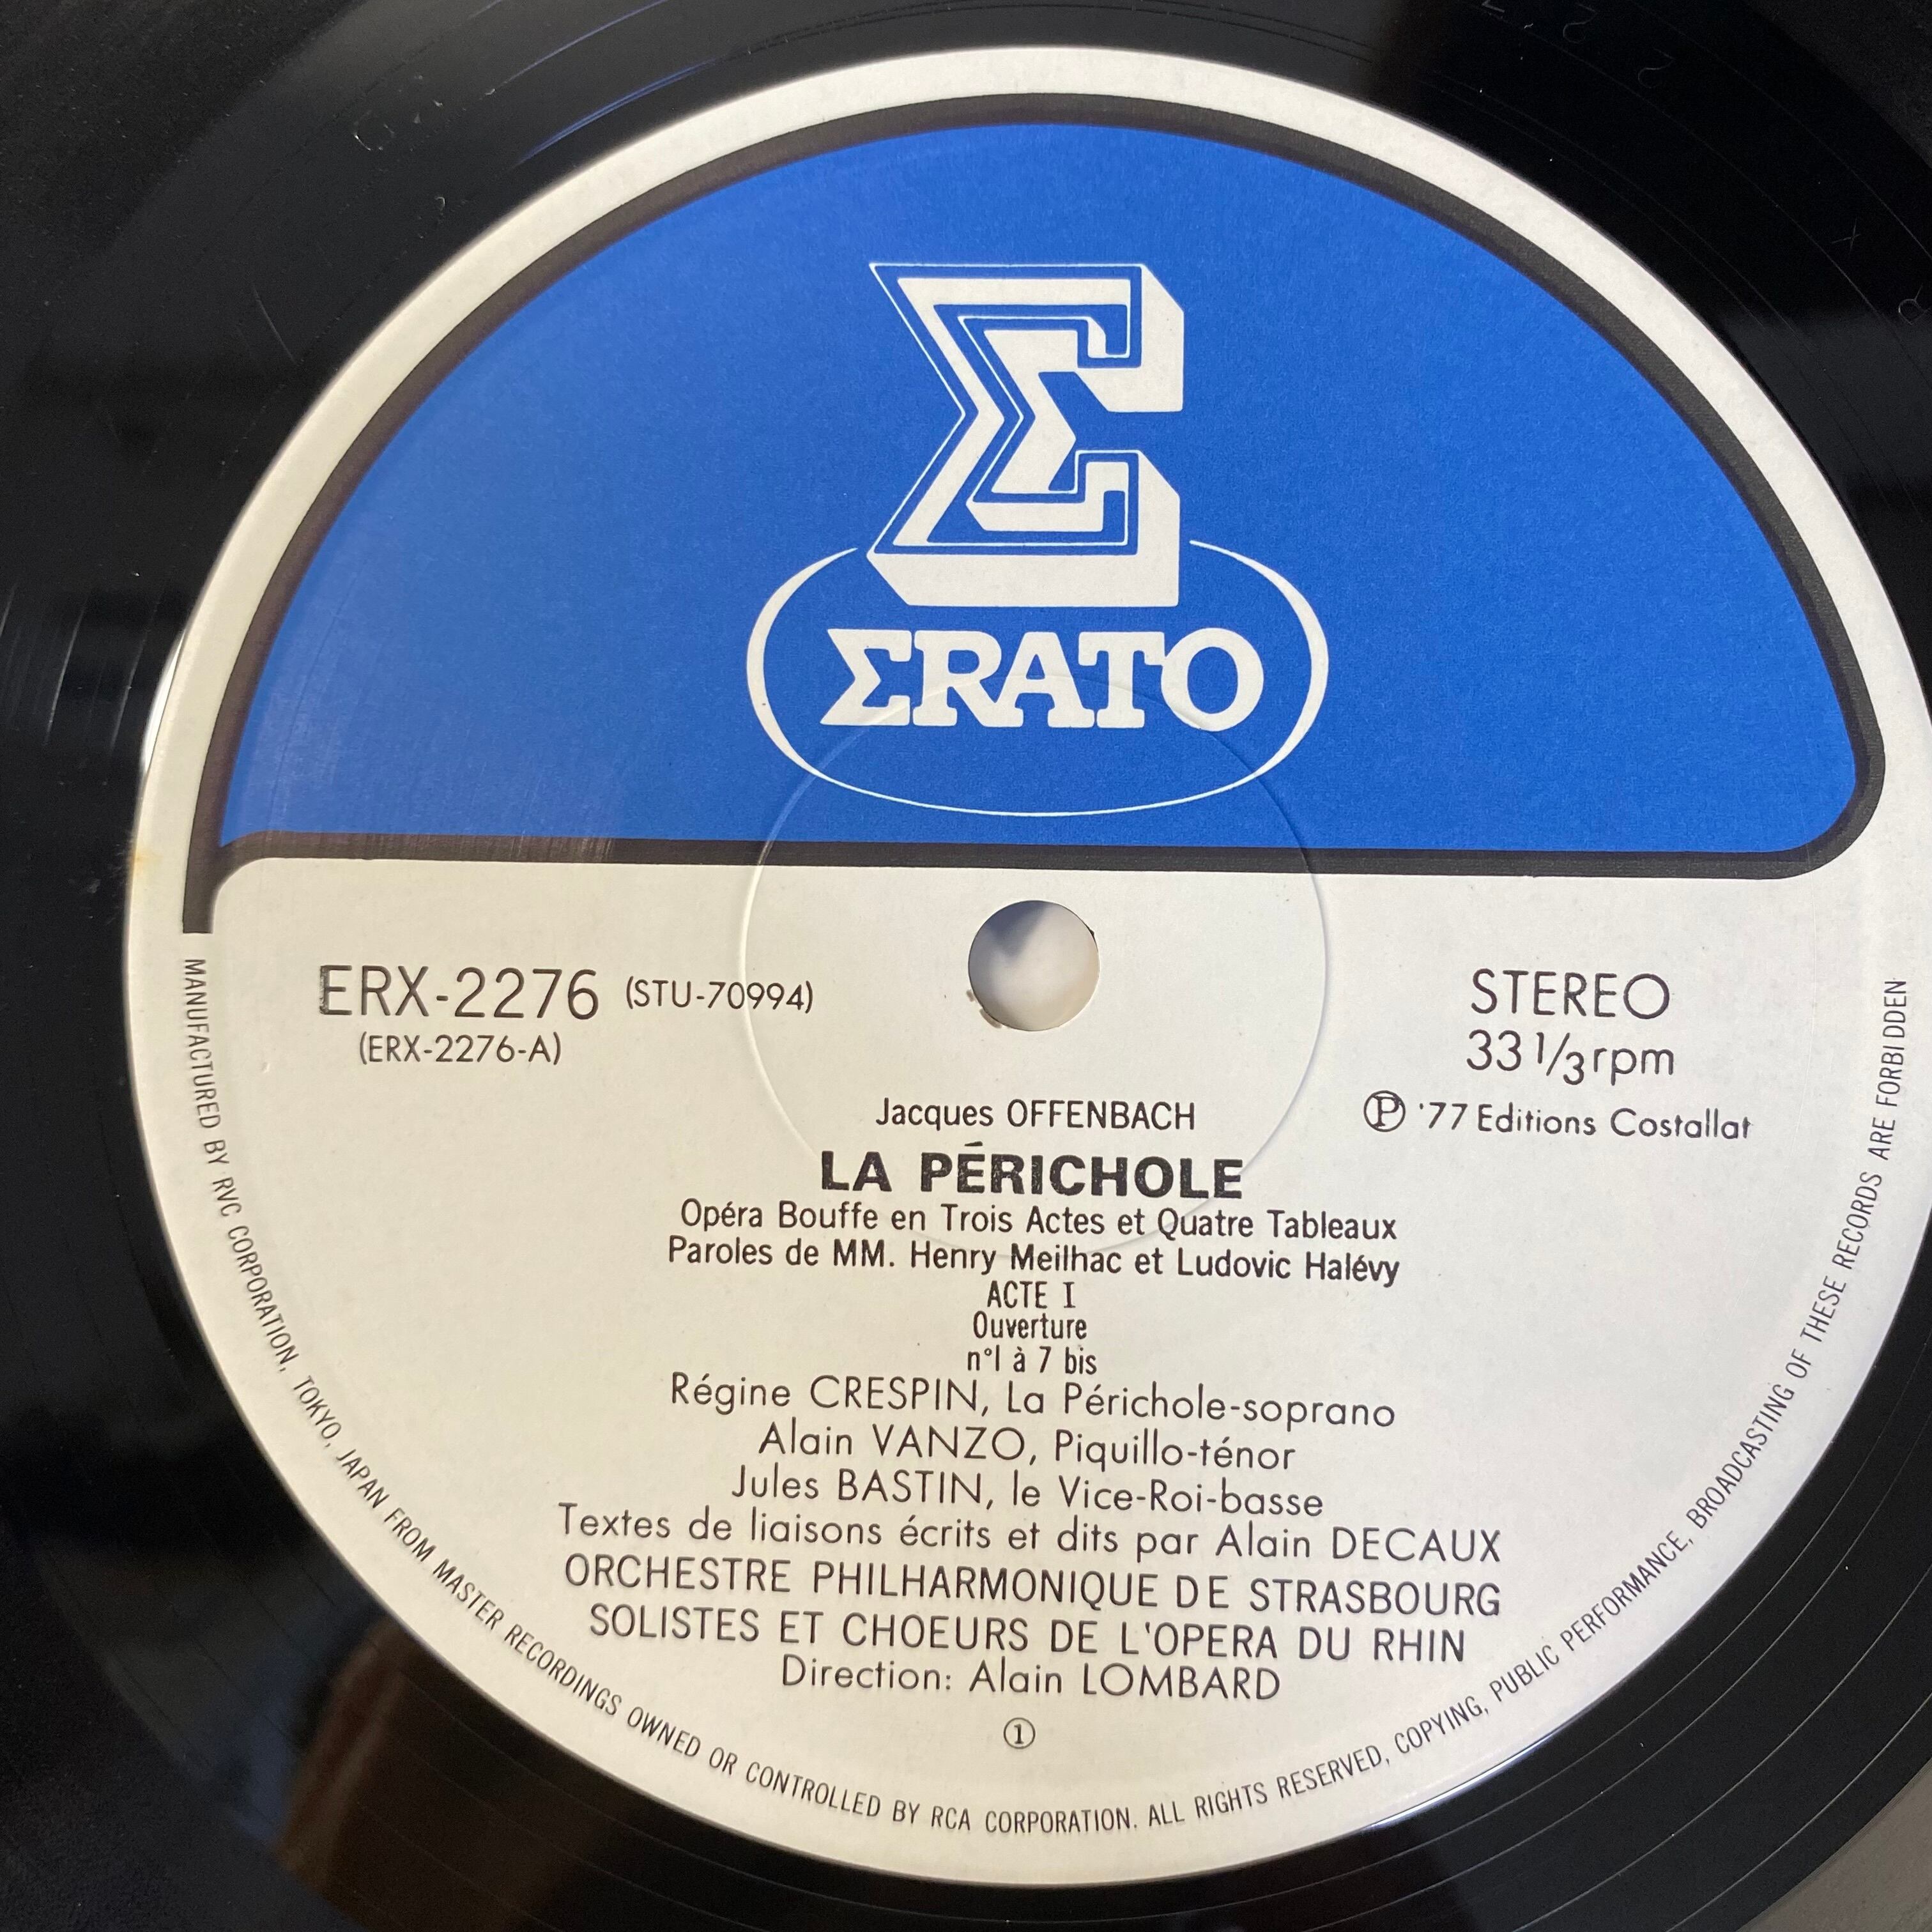 Σ
ΣRATO
ERX-2276 (STU-70994)
(ERX-2276-A)
STEREO
33 1/3 rpm
Ⓟ '77 Editions Costallat
Jacques OFFENBACH
LA PÉRICHOLE
Opéra Bouffe en Trois Actes et Quatre Tableaux
Paroles de MM. Henry Meilhac et Ludovic Halévy
ACTE I
Ouverture
n°1 à 7 bis
Régine CRESPIN, La Périchole-soprano
Alain VANZO, Piquillo-ténor
Jules BASTIN, le Vice-Roi-basse
Textes de liaisons écrits et dits par Alain DECAUX
ORCHESTRE PHILHARMONIQUE DE STRASBOURG
SOLISTES ET CHOEURS DE L'OPERA DU RHIN
Direction: Alain LOMBARD
①
MANUFACTURED BY RVC CORPORATION, TOKYO, JAPAN FROM MASTER RECORDINGS OWNED OR CONTROLLED BY RCA CORPORATION. ALL RIGHTS RESERVED, COPYING, PUBLIC PERFORMANCE, BROADCASTING OF THESE RECORDS ARE FORBIDDEN